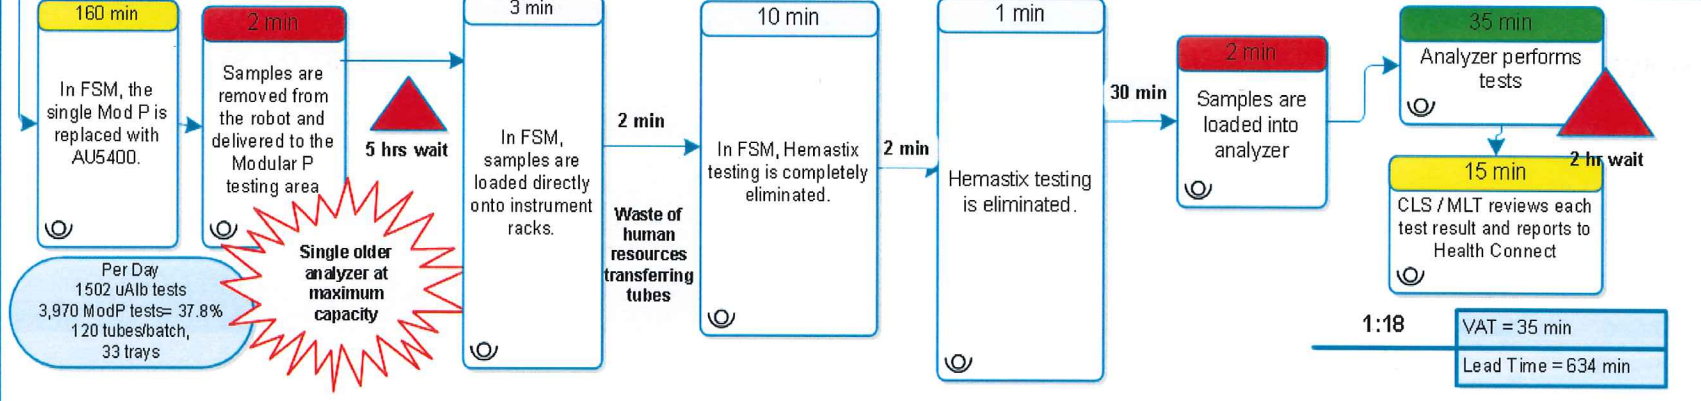 160 min
In FSM, the
single Mod P is
replaced with
AU5400.
2 min
Samples are
removed from
the robot and
delivered to the
Modular P
testing area
5 hrs wait
3 min
In FSM,
samples are
loaded directly
onto instrument
racks.
2 min
Waste of
human
resources
transferring
tubes
10 min
In FSM, Hemastix
testing is completely
eliminated.
2 min
1 min
Hemastix testing
is eliminated.
30 min
2 min
Samples are
loaded into
analyzer
35 min
Analyzer performs
tests
2 hr wait
15 min
CLS / MLT reviews each
test result and reports to
Health Connect
Per Day
1502 uAlb tests
3,970 ModP tests= 37.8%
120 tubes/batch,
33 trays
Single older
analyzer at
maximum
capacity
1:18
VAT = 35 min
Lead Time = 634 min